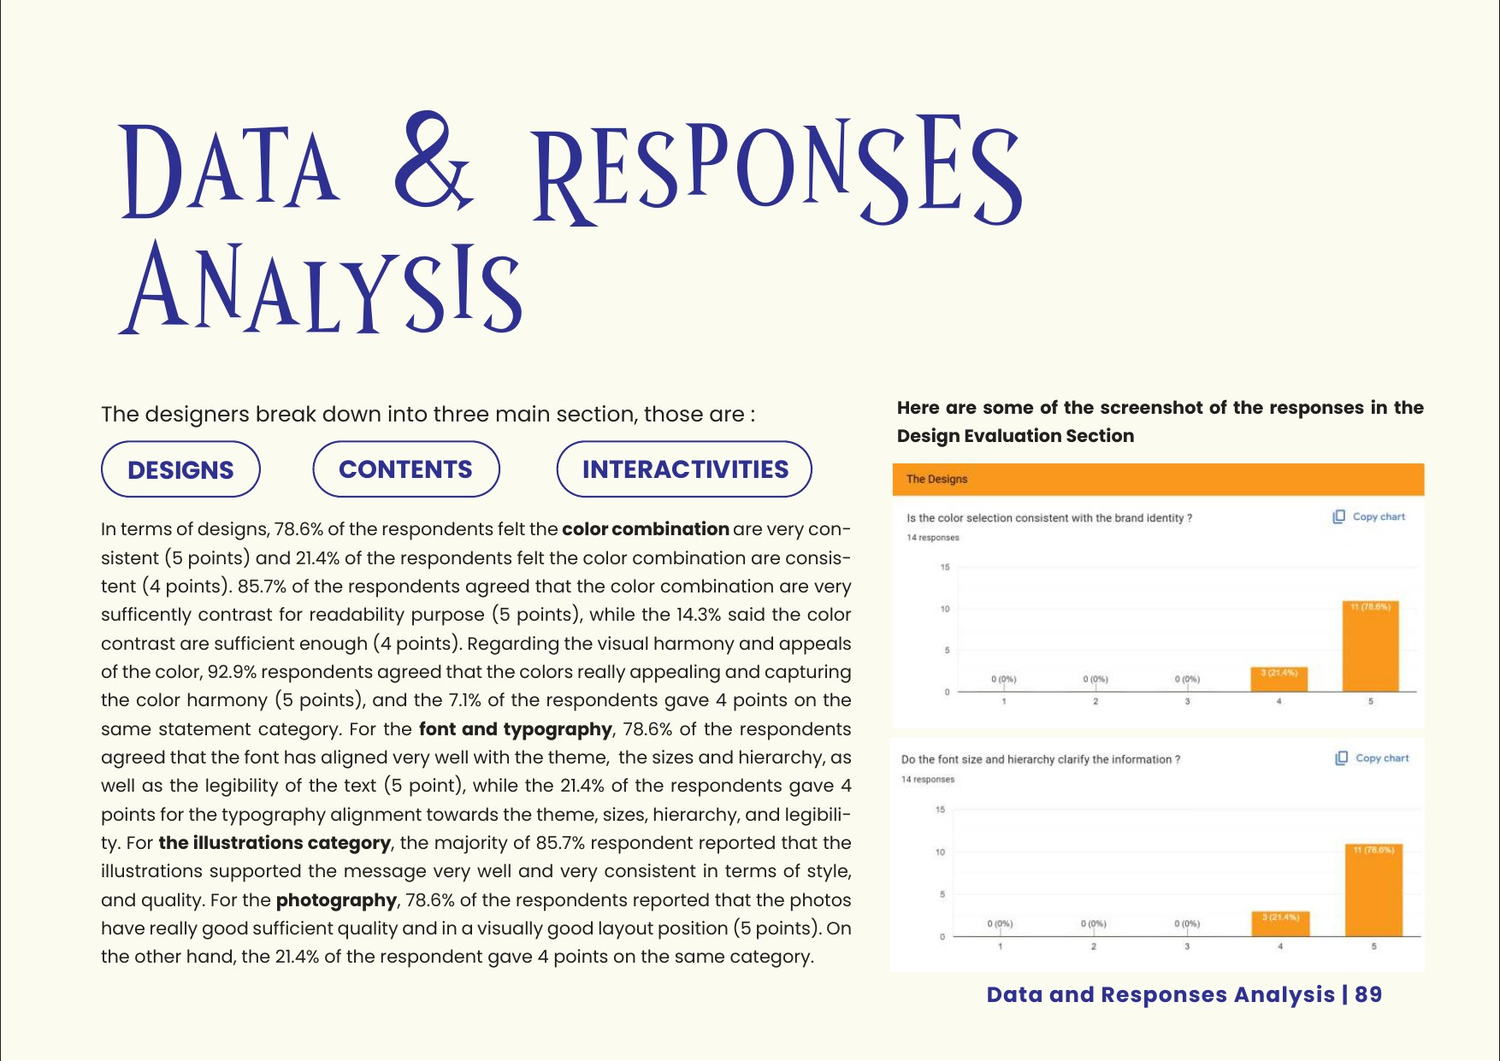 DATA & RESPONSES
ANALYSIS
The designers break down into three main section, those are :
DESIGNS
CONTENTS
INTERACTIVITIES
In terms of designs, 78.6% of the respondents felt the color combination are very con-
sistent (5 points) and 21.4% of the respondents felt the color combination are consis-
tent (4 points). 85.7% of the respondents agreed that the color combination are very
sufficently contrast for readability purpose (5 points), while the 14.3% said the color
contrast are sufficient enough (4 points). Regarding the visual harmony and appeals
of the color, 92.9% respondents agreed that the colors really appealing and capturing
the color harmony (5 points), and the 7.1% of the respondents gave 4 points on the
same statement category. For the font and typography, 78.6% of the respondents
agreed that the font has aligned very well with the theme, the sizes and hierarchy, as
well as the legibility of the text (5 point), while the 21.4% of the respondents gave 4
points for the typography alignment towards the theme, sizes, hierarchy, and legibili-
ty. For the illustrations category, the majority of 85.7% respondent reported that the
illustrations supported the message very well and very consistent in terms of style,
and quality. For the photography, 78.6% of the respondents reported that the photos
have really good sufficient quality and in a visually good layout position (5 points). On
the other hand, the 21.4% of the respondent gave 4 points on the same category.
Here are some of the screenshot of the responses in the
Design Evaluation Section
The Designs
Is the color selection consistent with the brand identity ?
Copy chart
14 responses
15
10
5
0
0 (0%)
0 (0%)
0 (0%)
3 (21.4%)
11 (78.6%)
1
2
3
4
5
Do the font size and hierarchy clarify the information ?
Copy chart
14 responses
15
10
5
0
0 (0%)
0 (0%)
0 (0%)
3 (21.4%)
11 (78.6%)
1
2
3
4
5
Data and Responses Analysis | 89